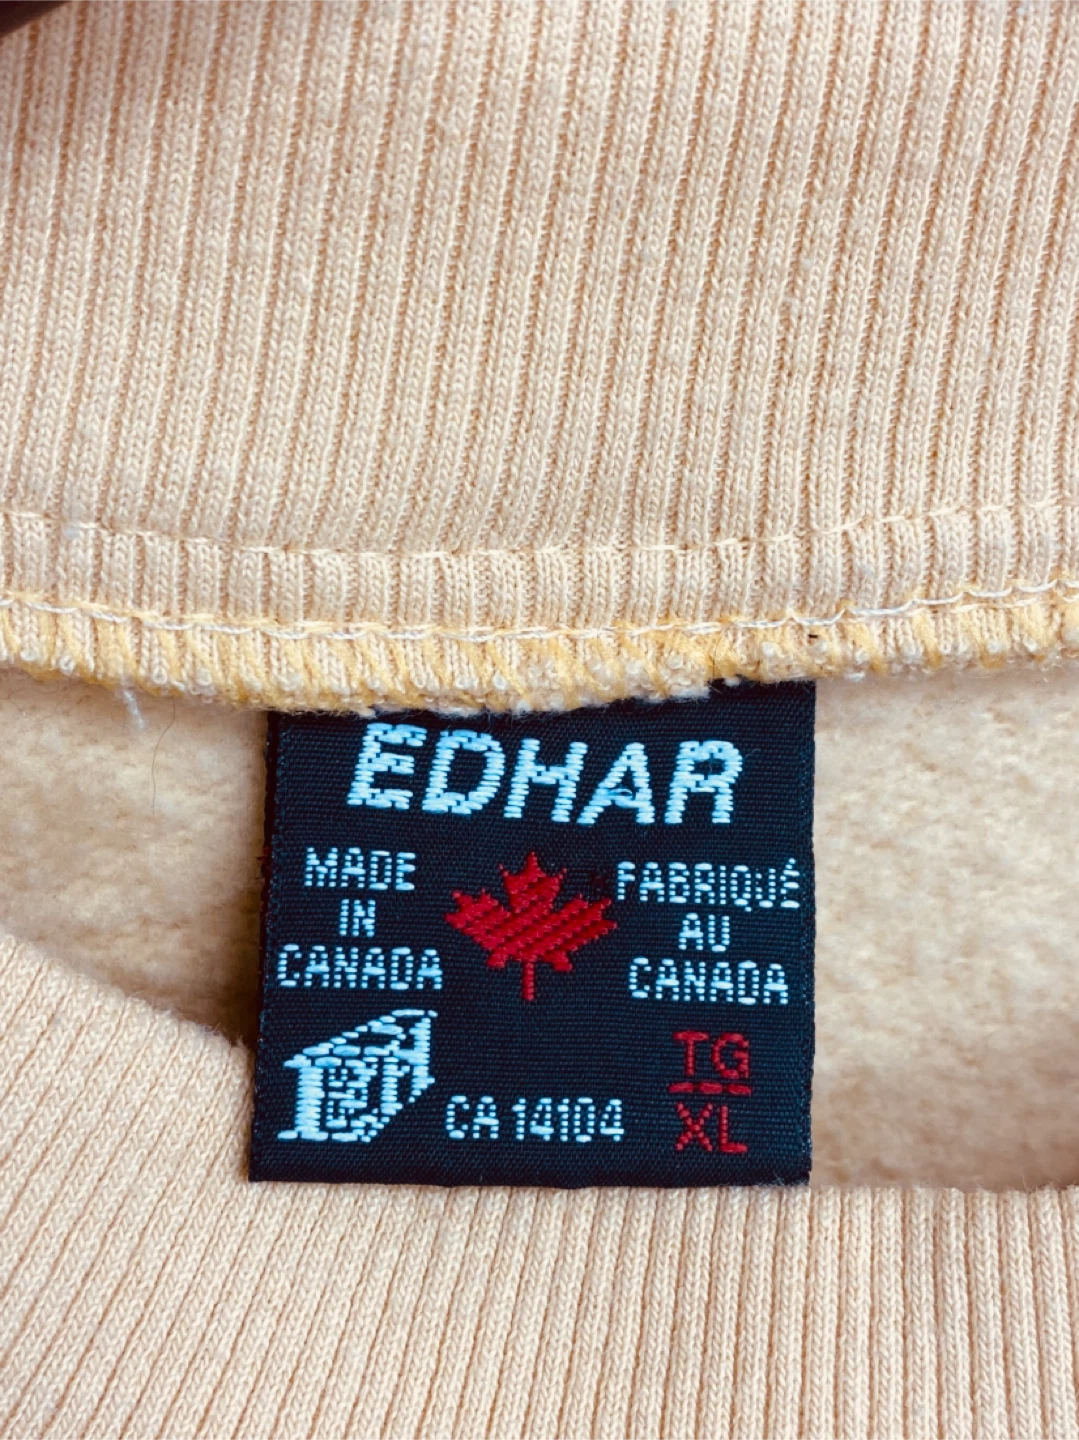 EDHAR
MADE
IN
CANADA
FABRIQUÉ
AU
CANADA
CA 14104
TG
XL